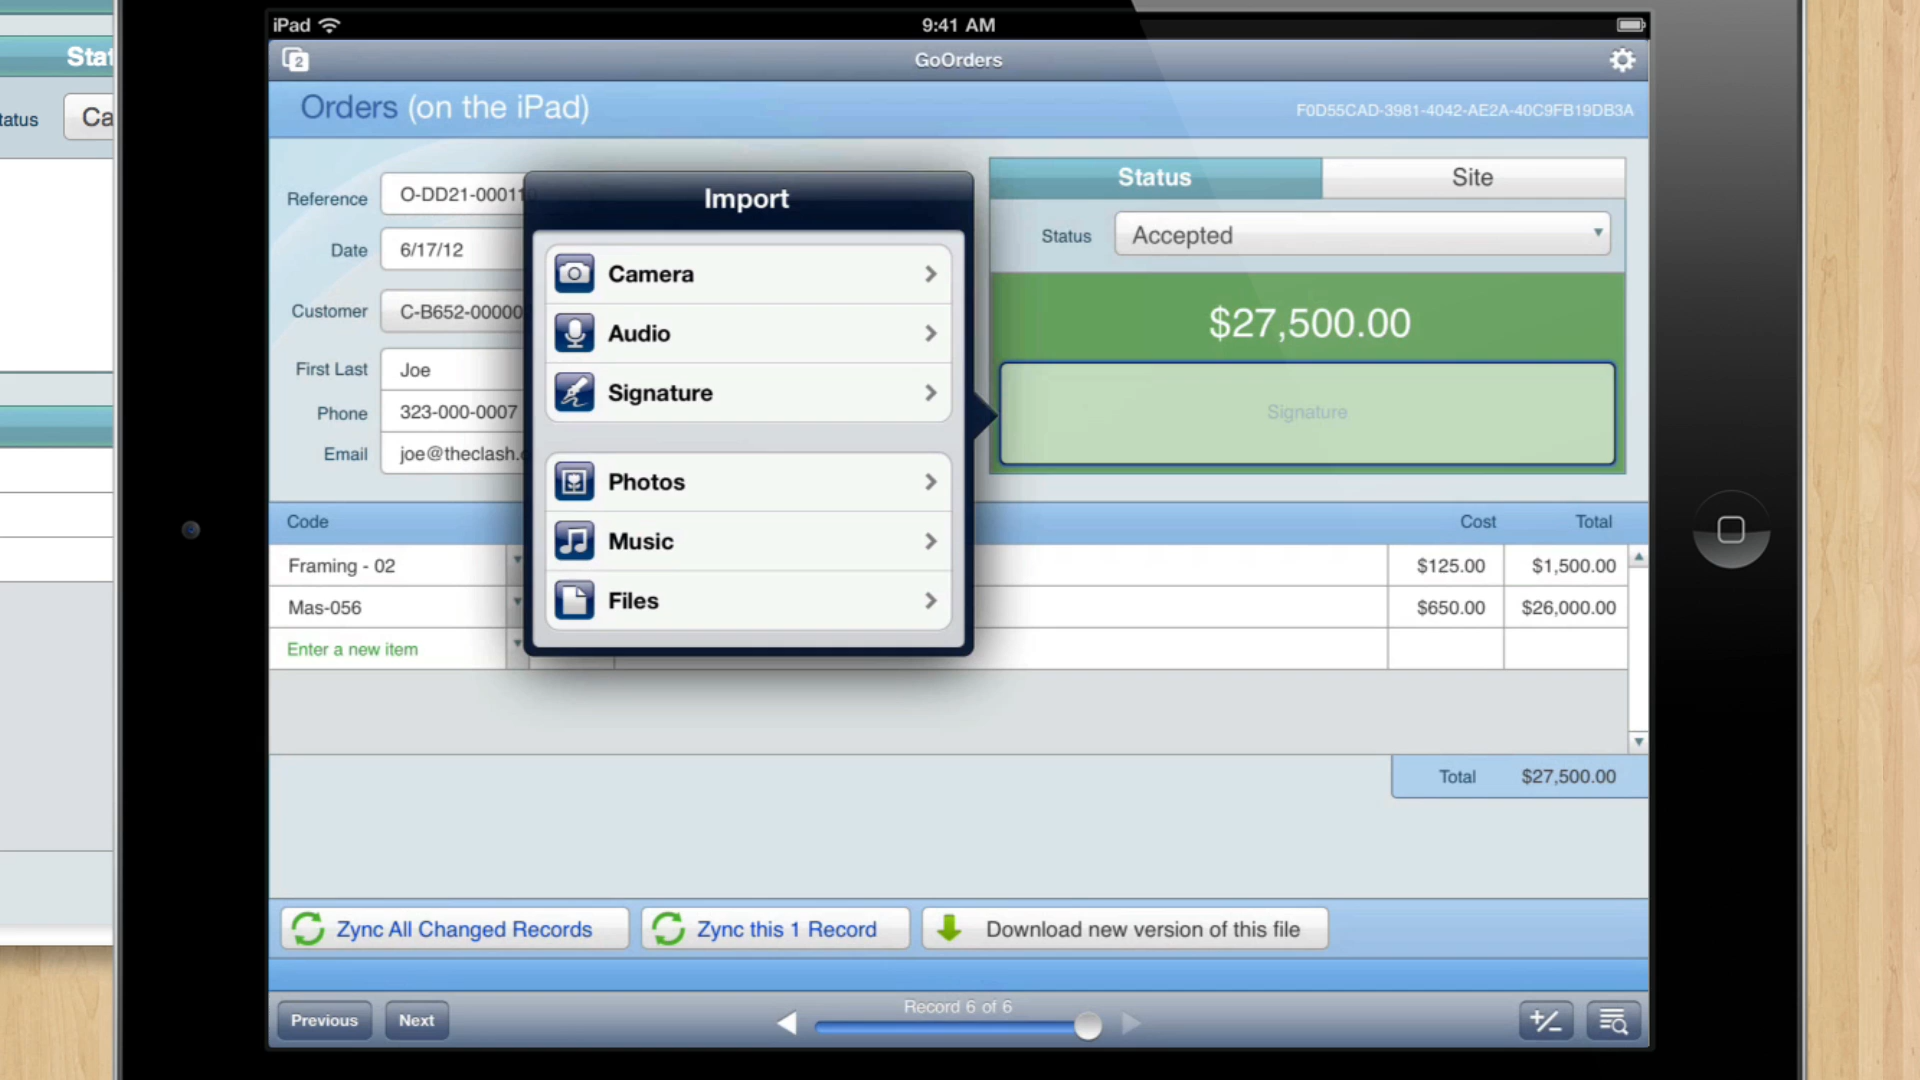 iPad
9:41 AM
2
GoOrders
Orders (on the iPad)
F0D55CAD-3981-4042-AE2A-40C9FB19DB3A
Status
Site
Reference
O-DD21-00011
Import
Date
6/17/12
Camera
Status
Accepted
Customer
C-B652-00000
Audio
$27,500.00
First Last
Joe
Signature
Phone
323-000-0007
Signature
Email
joe@theclash.
Photos
Code
Cost
Total
Music
Framing - 02
$125.00
$1,500.00
Files
Mas-056
$650.00
$26,000.00
Enter a new item
Total
$27,500.00
Zync All Changed Records
Zync this 1 Record
Download new version of this file
Previous
Next
Record 6 of 6